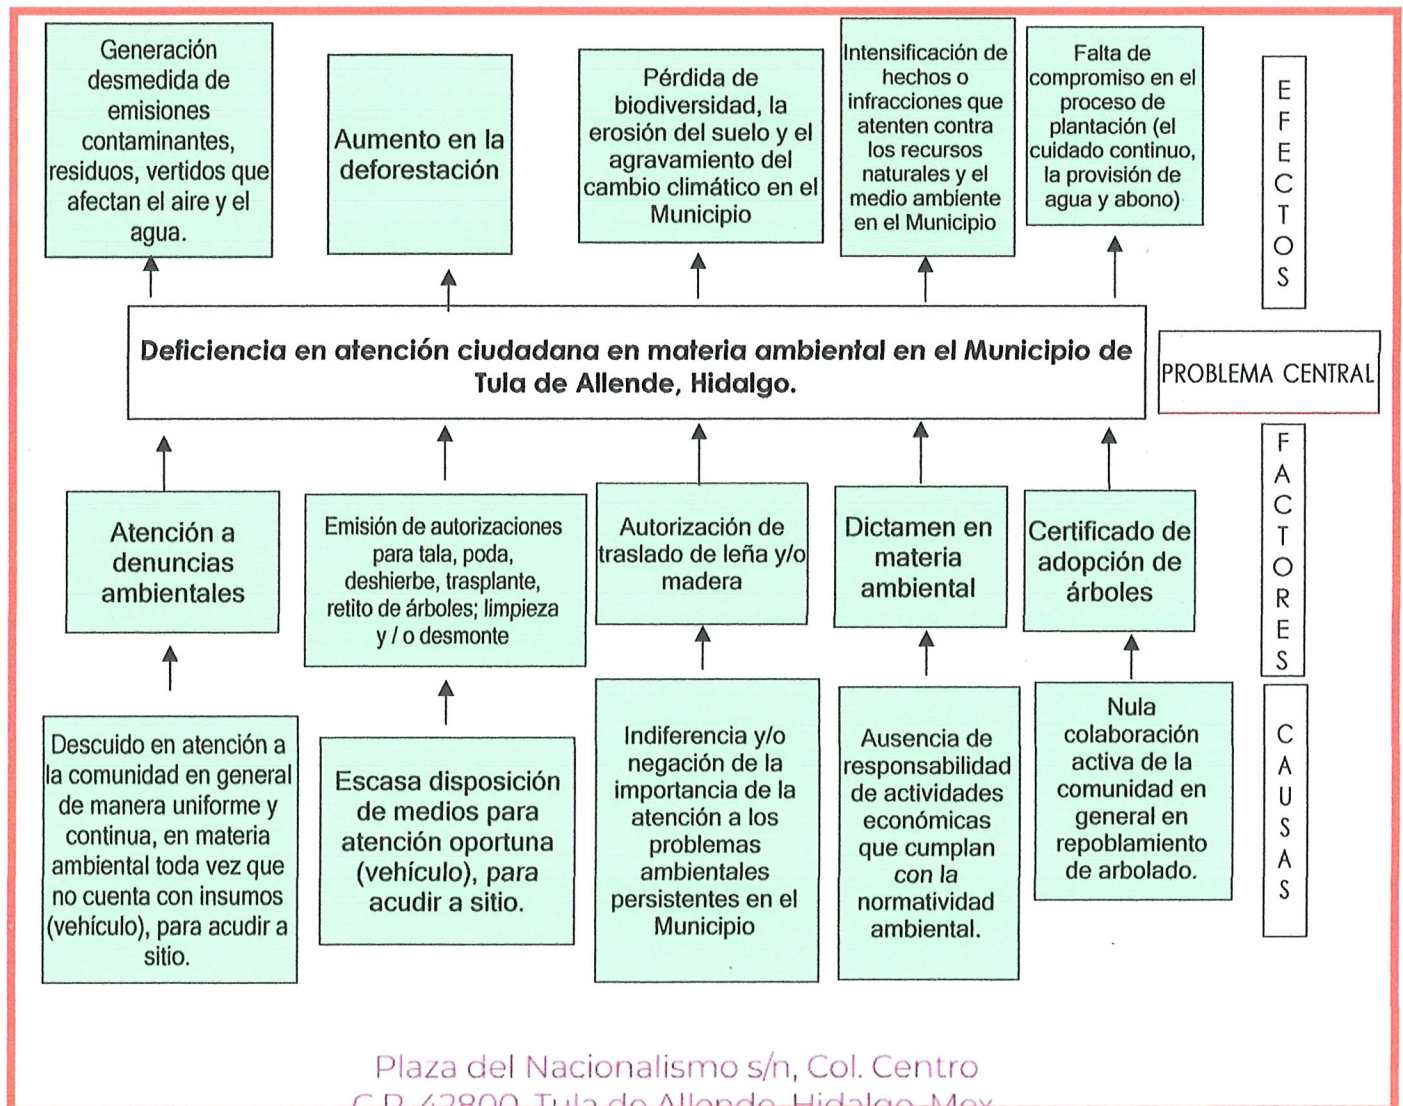 Generación
desmedida de
emisiones
contaminantes,
residuos, vertidos que
afectan el aire y el
agua.
Aumento en la
deforestación
Pérdida de
biodiversidad, la
erosión del suelo y el
agravamiento del
cambio climático en el
Municipio
Intensificación de
hechos o
infracciones que
atenten contra
los recursos
naturales y el
medio ambiente
en el Municipio
Falta de
compromiso en el
proceso de
plantación (el
cuidado continuo,
la provisión de
agua y abono)
EFECTOS
Deficiencia en atención ciudadana en materia ambiental en el Municipio de
Tula de Allende, Hidalgo.
PROBLEMA CENTRAL
Atención a
denuncias
ambientales
Emisión de autorizaciones
para tala, poda,
deshierbe, trasplante,
retito de árboles; limpieza
y / o desmonte
Autorización de
traslado de leña y/o
madera
Dictamen en
materia
ambiental
Certificado de
adopción de
árboles
FACTORES
Descuido en atención a
la comunidad en general
de manera uniforme y
continua, en materia
ambiental toda vez que
no cuenta con insumos
(vehículo), para acudir a
sitio.
Escasa disposición
de medios para
atención oportuna
(vehículo), para
acudir a sitio.
Indiferencia y/o
negación de la
importancia de la
atención a los
problemas
ambientales
persistentes en el
Municipio
Ausencia de
responsabilidad
de actividades
económicas
que cumplan
con la
normatividad
ambiental.
Nula
colaboración
activa de la
comunidad en
general en
repoblamiento
de arbolado.
CAUSAS
Plaza del Nacionalismo s/n, Col. Centro
C.P. 42800, Tula de Allende, Hidalgo, Mex